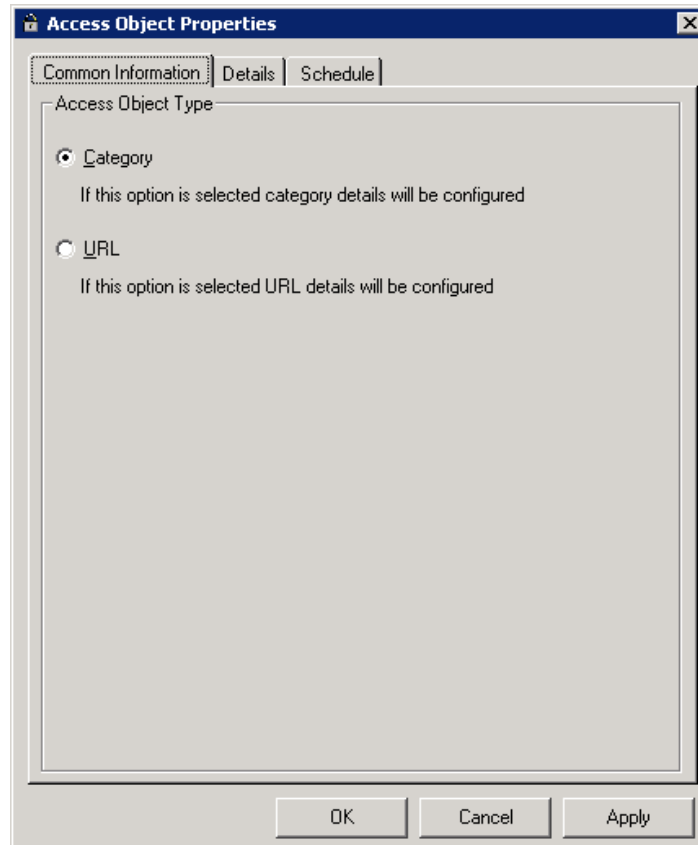 Access Object Properties
Common Information Details Schedule
Access Object Type
Category
If this option is selected category details will be configured
URL
If this option is selected URL details will be configured
OK Cancel Apply